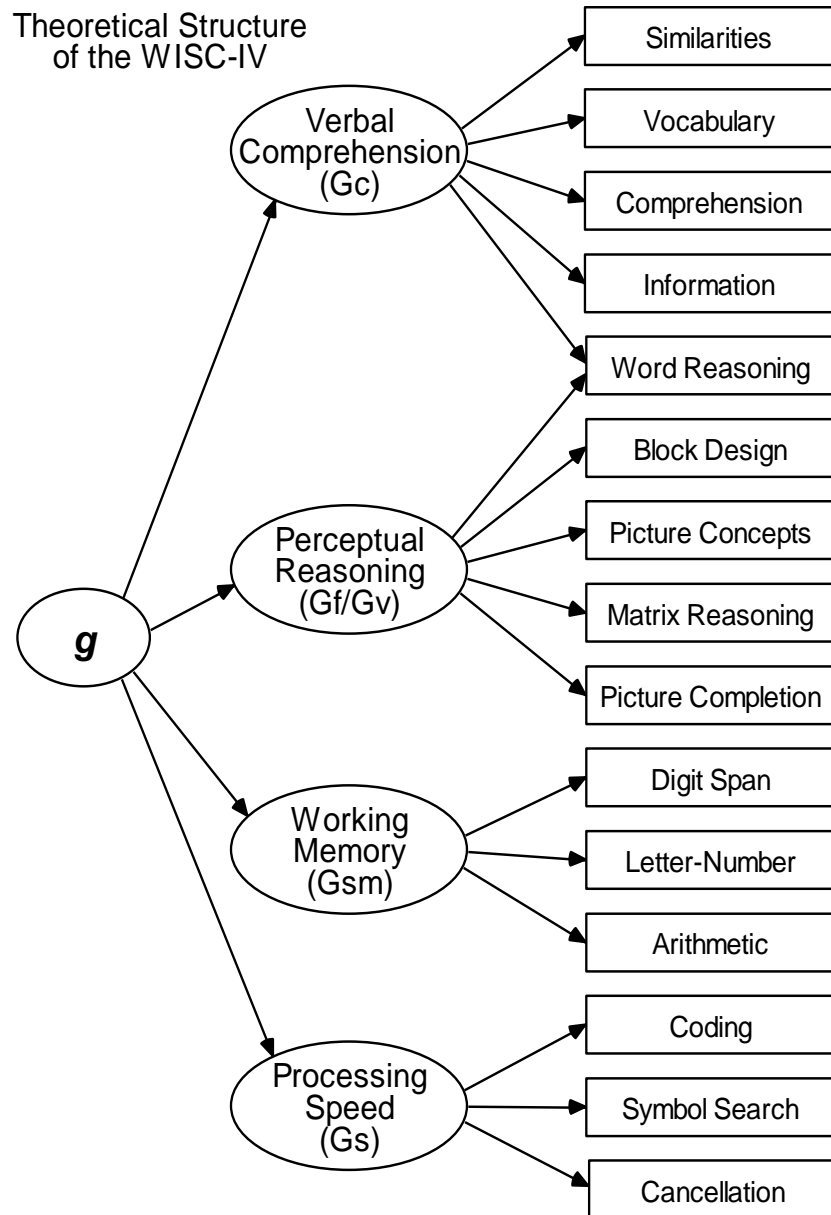 Theoretical Structure
of the WISC-IV
Verbal
Comprehension
(Gc)
Similarities
Vocabulary
Comprehension
Information
Word Reasoning
Perceptual
Reasoning
(Gf/Gv)
Block Design
Picture Concepts
Matrix Reasoning
Picture Completion
g
Working
Memory
(Gsm)
Digit Span
Letter-Number
Arithmetic
Processing
Speed
(Gs)
Coding
Symbol Search
Cancellation